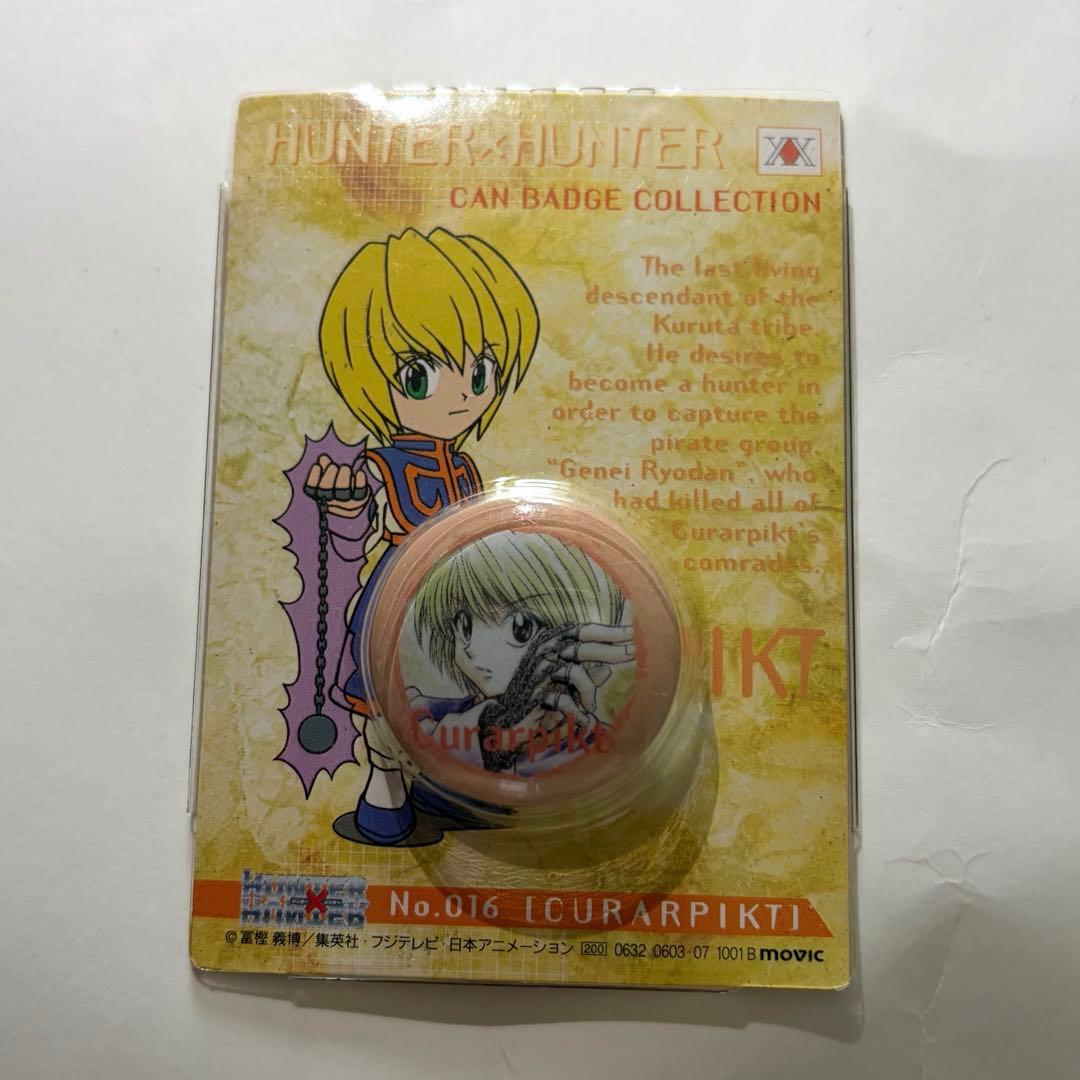 HUNTER×HUNTER
CAN BADGE COLLECTION
The last living
descendant of the
Kuruta tribe.
He desires to
become a hunter in
order to capture the
pirate group,
"Genei Ryodan", who
had killed all of
Curarpikt's
comrades.
PIKT
Curarpikt
HUNTER
×
HUNTER
No.016 [CURARPIKT]
©冨樫 義博/集英社・フジテレビ・日本アニメーション 200 0632 0603-07 1001B movic